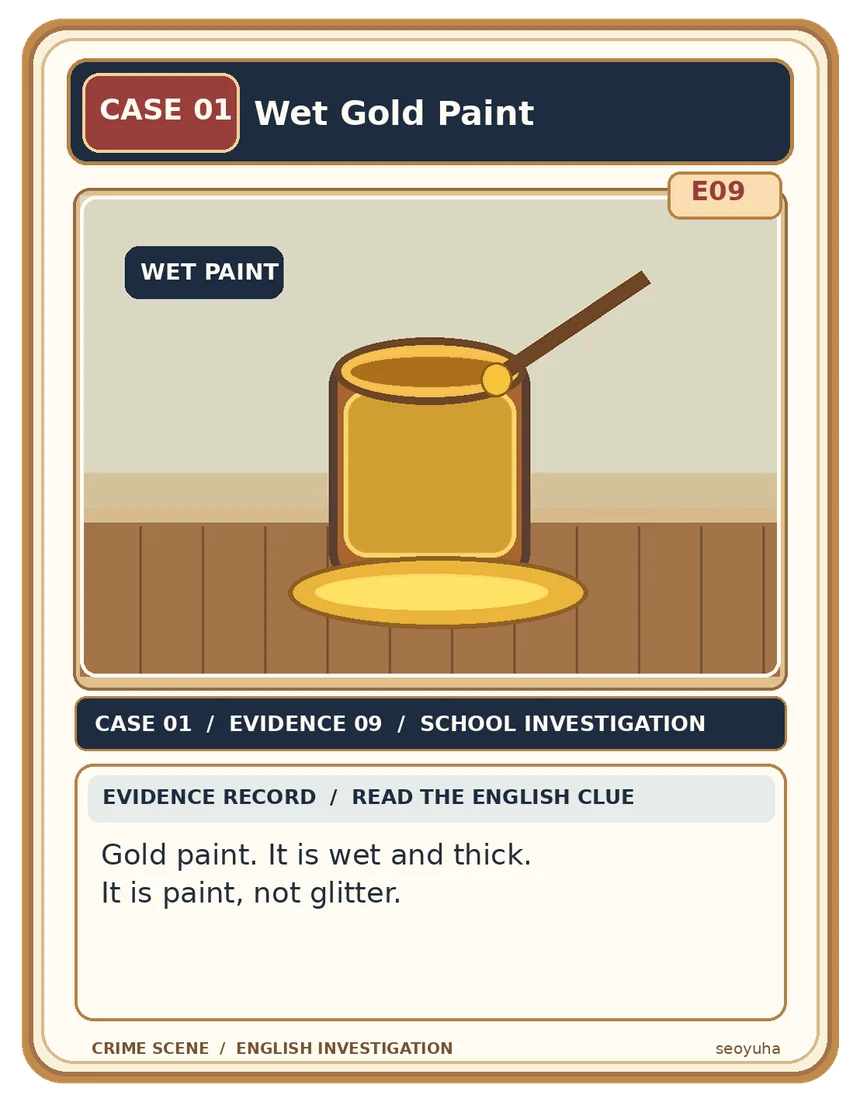 CASE 01 Wet Gold Paint
E09
WET PAINT
CASE 01 / EVIDENCE 09 / SCHOOL INVESTIGATION
EVIDENCE RECORD / READ THE ENGLISH CLUE
Gold paint. It is wet and thick.
It is paint, not glitter.
CRIME SCENE / ENGLISH INVESTIGATION
seoyuha